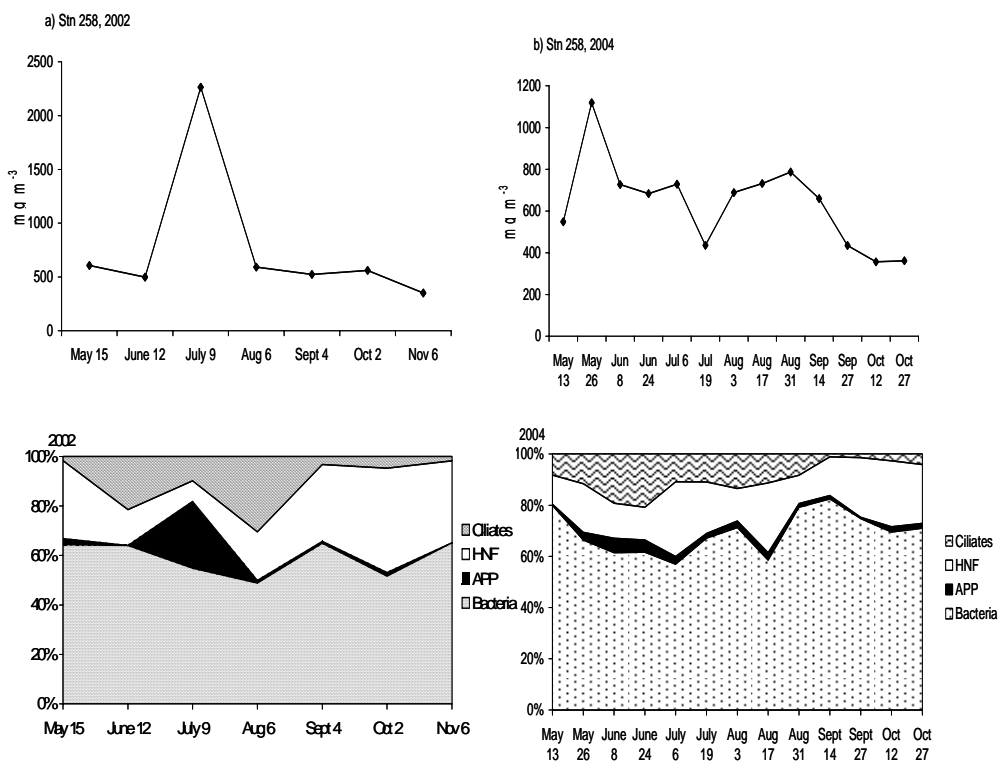 a) Stn 258, 2002
2500
2000
1500
1000
500
0
m g m -3
May 15 June 12 July 9 Aug 6 Sept 4 Oct 2 Nov 6
b) Stn 258, 2004
1200
1000
800
600
400
200
0
m g m -3
May 13 May 26 Jun 8 Jun 24 Jul 6 Jul 19 Aug 3 Aug 17 Aug 31 Sep 14 Sep 27 Oct 12 Oct 27
2002
100%
80%
60%
40%
20%
0%
May 15 June 12 July 9 Aug 6 Sept 4 Oct 2 Nov 6
Ciliates
HNF
APP
Bacteria
2004
100%
80%
60%
40%
20%
0%
May 13 May 26 June 8 June 24 July 6 July 19 Aug 3 Aug 17 Aug 31 Sept 14 Sept 27 Oct 12 Oct 27
Ciliates
HNF
APP
Bacteria